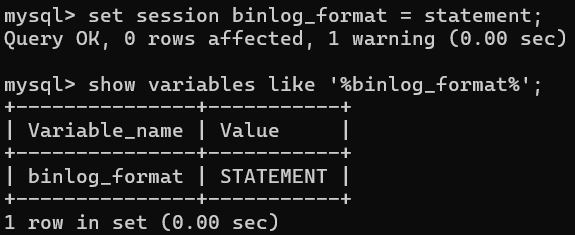 mysql> set session binlog_format = statement;
Query OK, 0 rows affected, 1 warning (0.00 sec)
mysql> show variables like '%binlog_format%';
+---------------+-----------+
| Variable_name | Value     |
+---------------+-----------+
| binlog_format | STATEMENT |
+---------------+-----------+
1 row in set (0.00 sec)